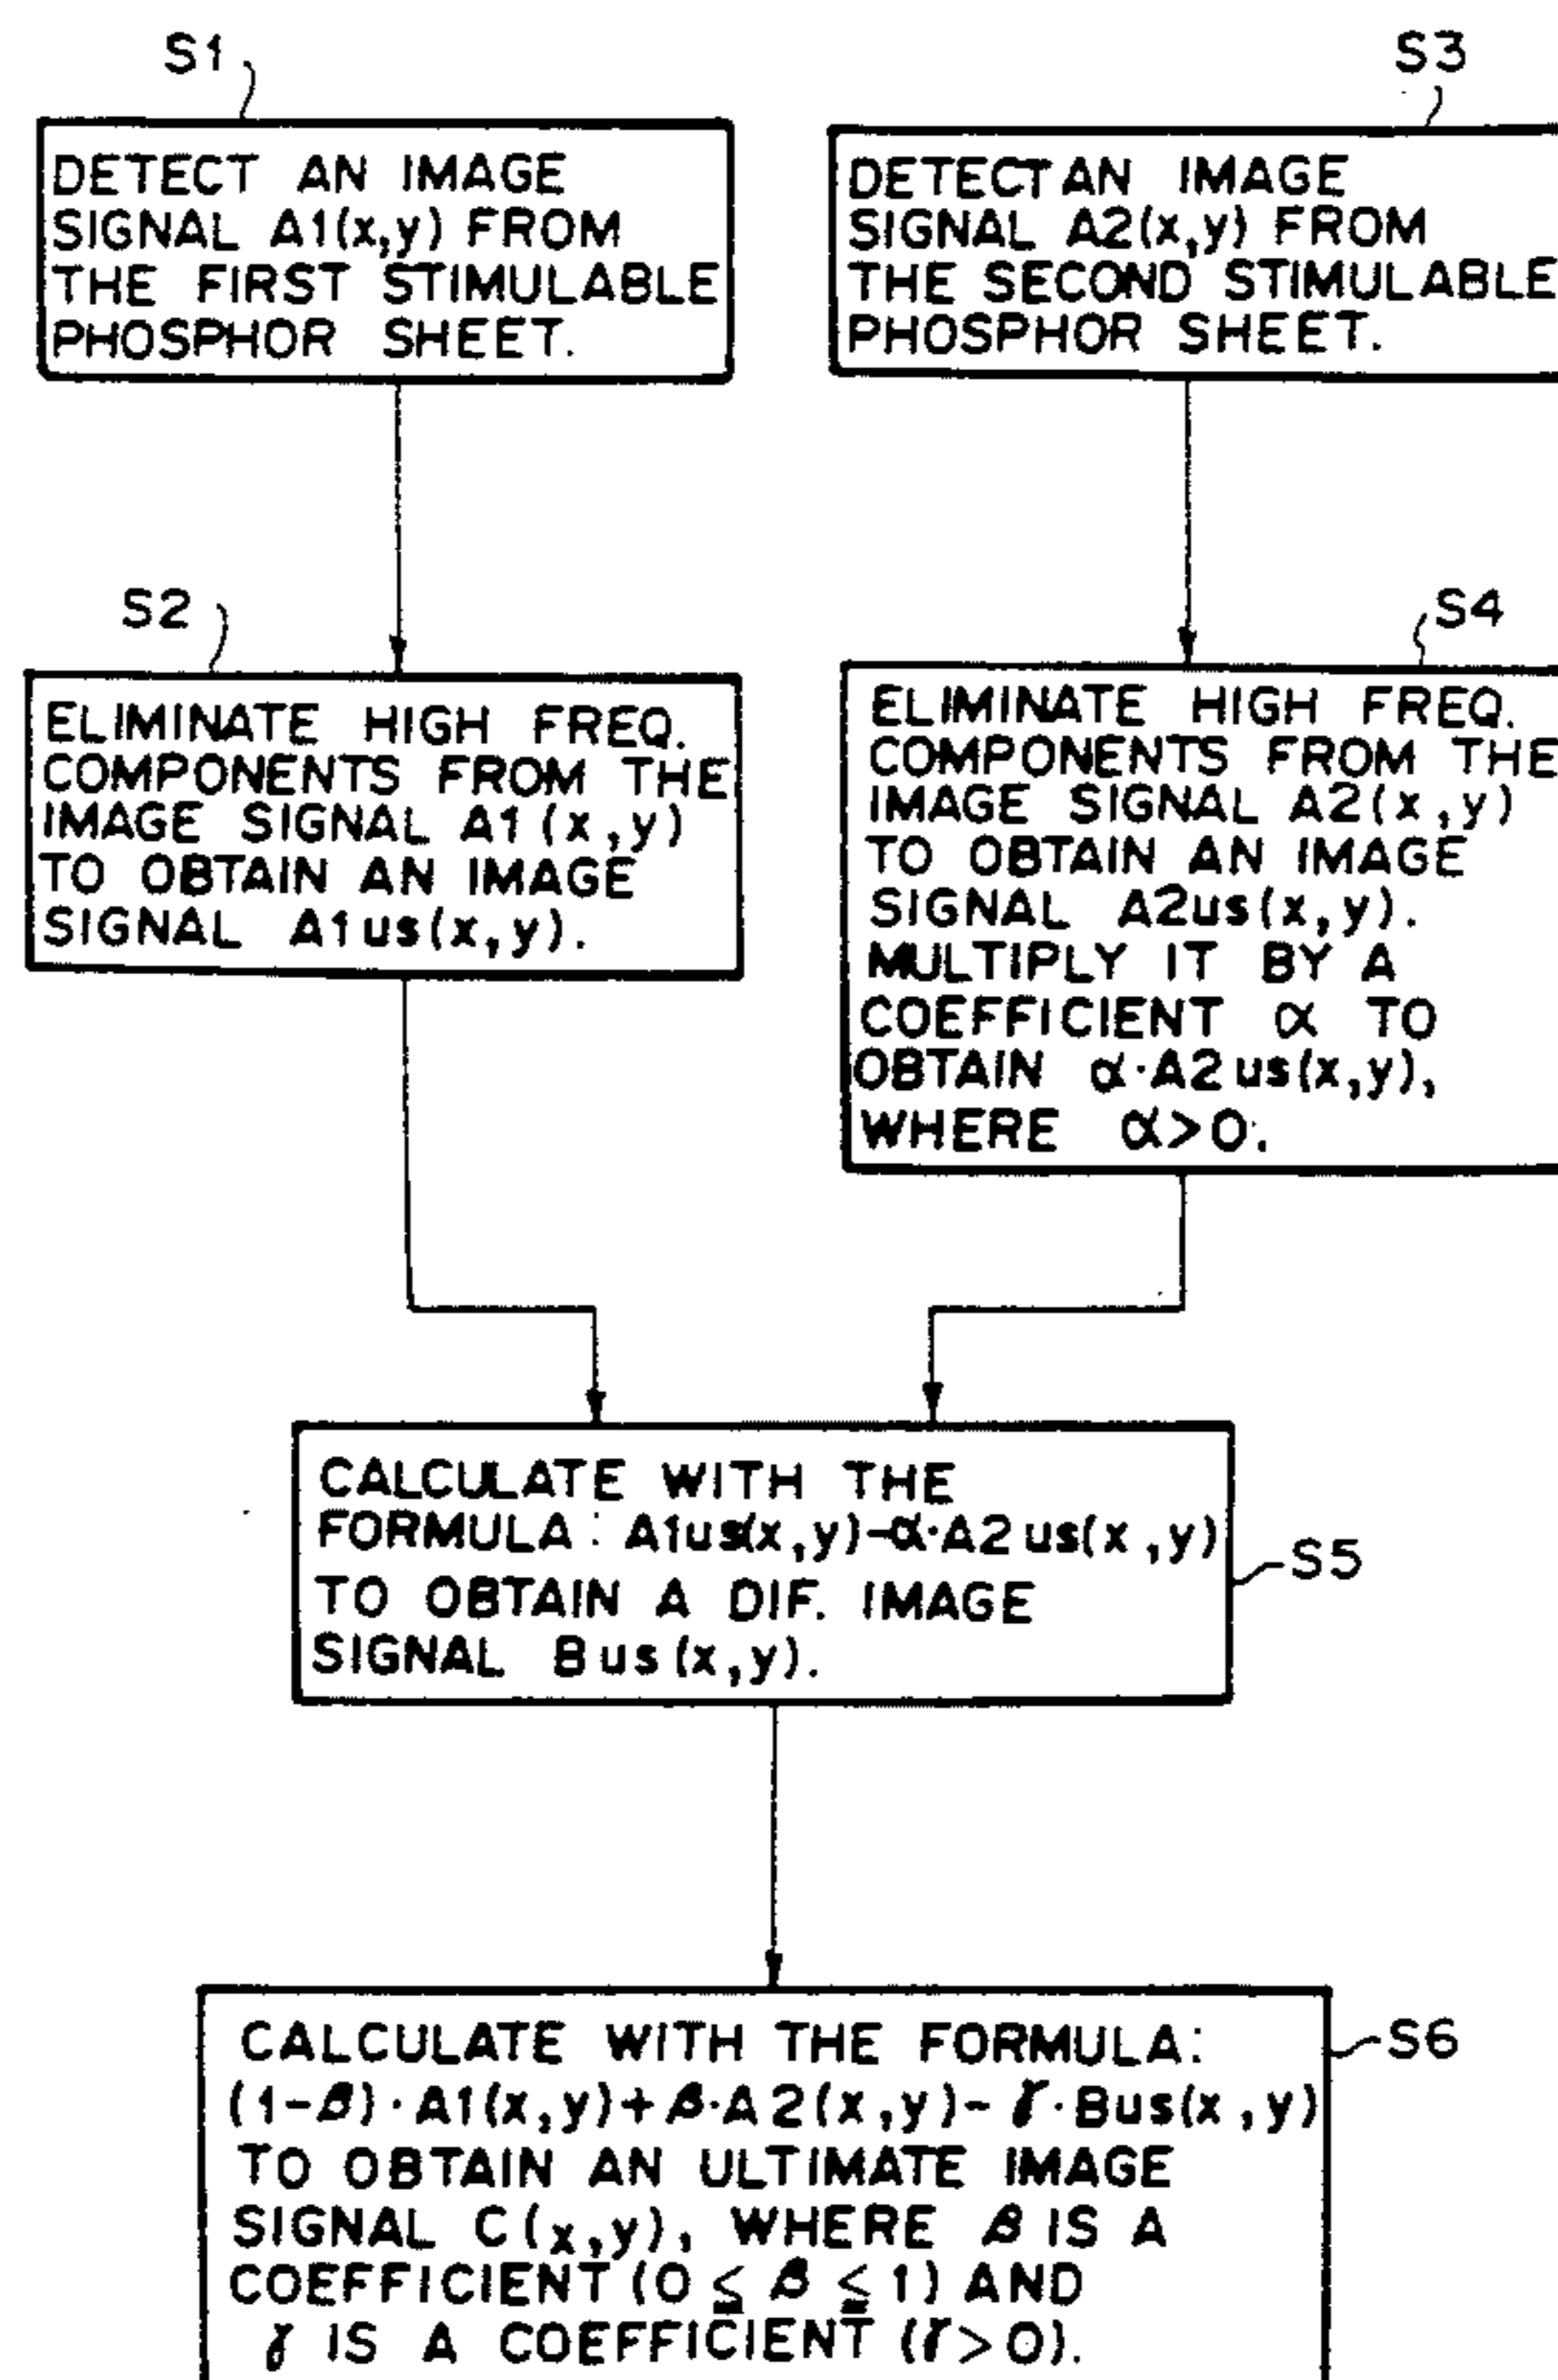 S1
DETECT AN IMAGE
SIGNAL A1(x,y) FROM
THE FIRST STIMULABLE
PHOSPHOR SHEET.
S3
DETECT AN IMAGE
SIGNAL A2(x,y) FROM
THE SECOND STIMULABLE
PHOSPHOR SHEET.
S2
ELIMINATE HIGH FREQ.
COMPONENTS FROM THE
IMAGE SIGNAL A1(x,y)
TO OBTAIN AN IMAGE
SIGNAL A1us(x,y).
S4
ELIMINATE HIGH FREQ.
COMPONENTS FROM THE
IMAGE SIGNAL A2(x,y)
TO OBTAIN AN IMAGE
SIGNAL A2us(x,y).
MULTIPLY IT BY A
COEFFICIENT α TO
OBTAIN α·A2us(x,y),
WHERE α>0.
CALCULATE WITH THE
FORMULA: A1us(x,y)-α·A2us(x,y)
TO OBTAIN A DIF. IMAGE
SIGNAL Bus(x,y).
S5
CALCULATE WITH THE FORMULA:
(1-β)·A1(x,y)+β·A2(x,y)-γ·Bus(x,y)
TO OBTAIN AN ULTIMATE IMAGE
SIGNAL C(x,y), WHERE β IS A
COEFFICIENT (0≦β≦1) AND
γ IS A COEFFICIENT (γ>0).
S6